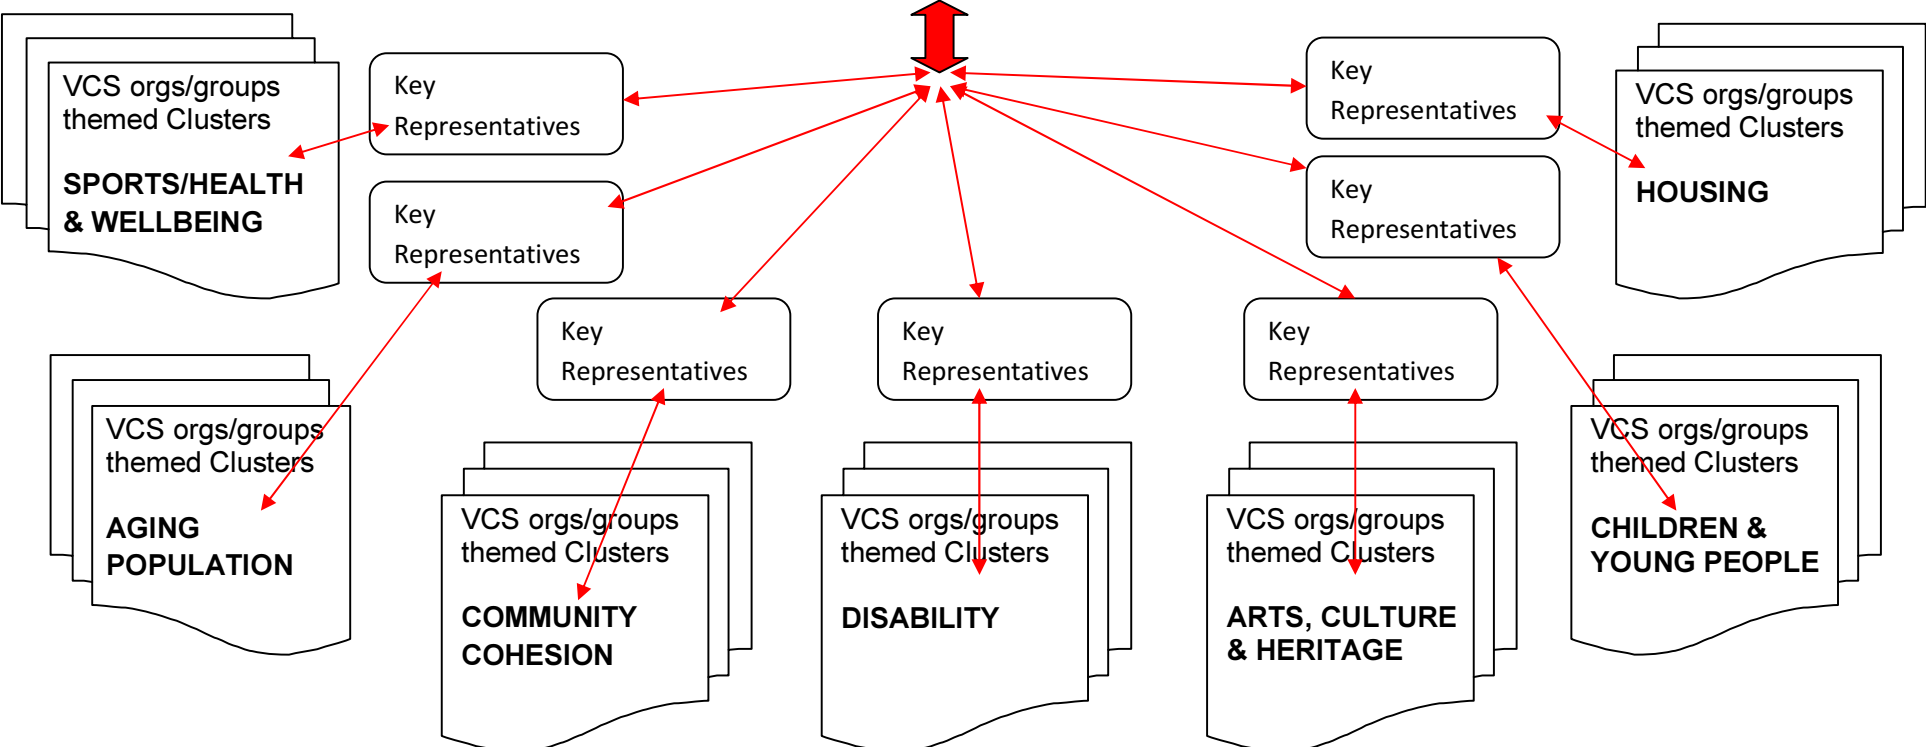 VCS orgs/groups
themed Clusters
SPORTS/HEALTH
& WELLBEING
Key
Representatives
Key
Representatives
Key
Representatives
Key
Representatives
VCS orgs/groups
themed Clusters
HOUSING
Key
Representatives
Key
Representatives
Key
Representatives
VCS orgs/groups
themed Clusters
AGING
POPULATION
VCS orgs/groups
themed Clusters
COMMUNITY
COHESION
VCS orgs/groups
themed Clusters
DISABILITY
VCS orgs/groups
themed Clusters
ARTS, CULTURE
& HERITAGE
VCS orgs/groups
themed Clusters
CHILDREN &
YOUNG PEOPLE